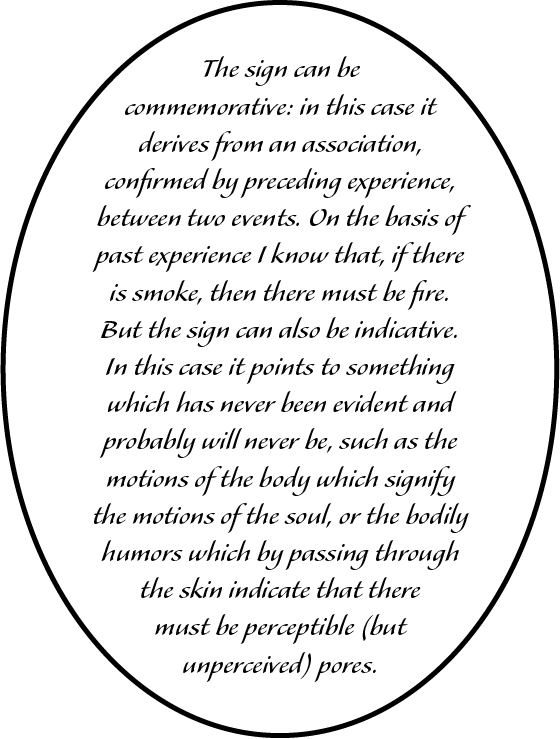 The sign can be
commemorative: in this case it
derives from an association,
confirmed by preceding experience,
between two events. On the basis of
past experience I know that, if there
is smoke, then there must be fire.
But the sign can also be indicative.
In this case it points to something
which has never been evident and
probably will never be, such as the
motions of the body which signify
the motions of the soul, or the bodily
humors which by passing through
the skin indicate that there
must be perceptible (but
unperceived) pores.